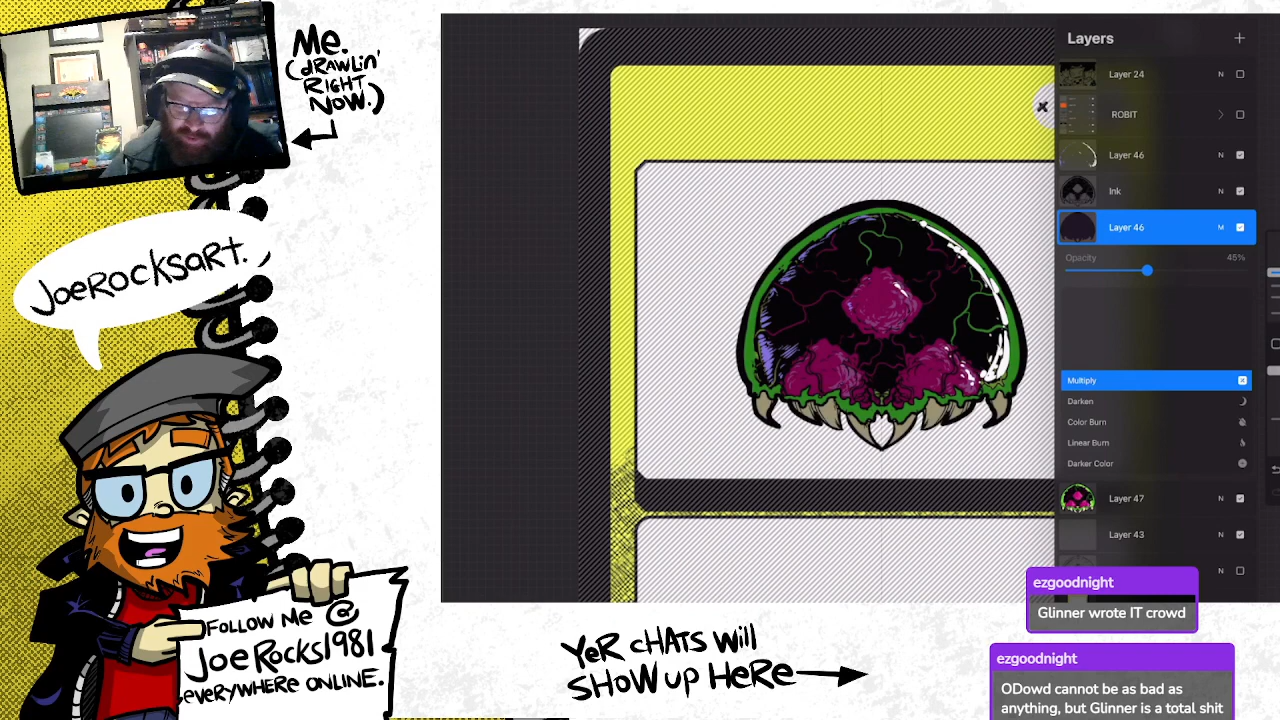 Me.
(drawlin'
right
now.)
JoeRocksart.
Follow me @
JoeRocks1981
everywhere online.
Layers
Layer 24 N
ROBIT
Layer 46 N
Ink N
Layer 46 M
Opacity 45%
Multiply
Darken
Color Burn
Linear Burn
Darker Color
Layer 47 N
Layer 43 N
N
Yer chats will
show up here
ezgoodnight
Glinner wrote IT crowd
ezgoodnight
ODowd cannot be as bad as
anything, but Glinner is a total shit